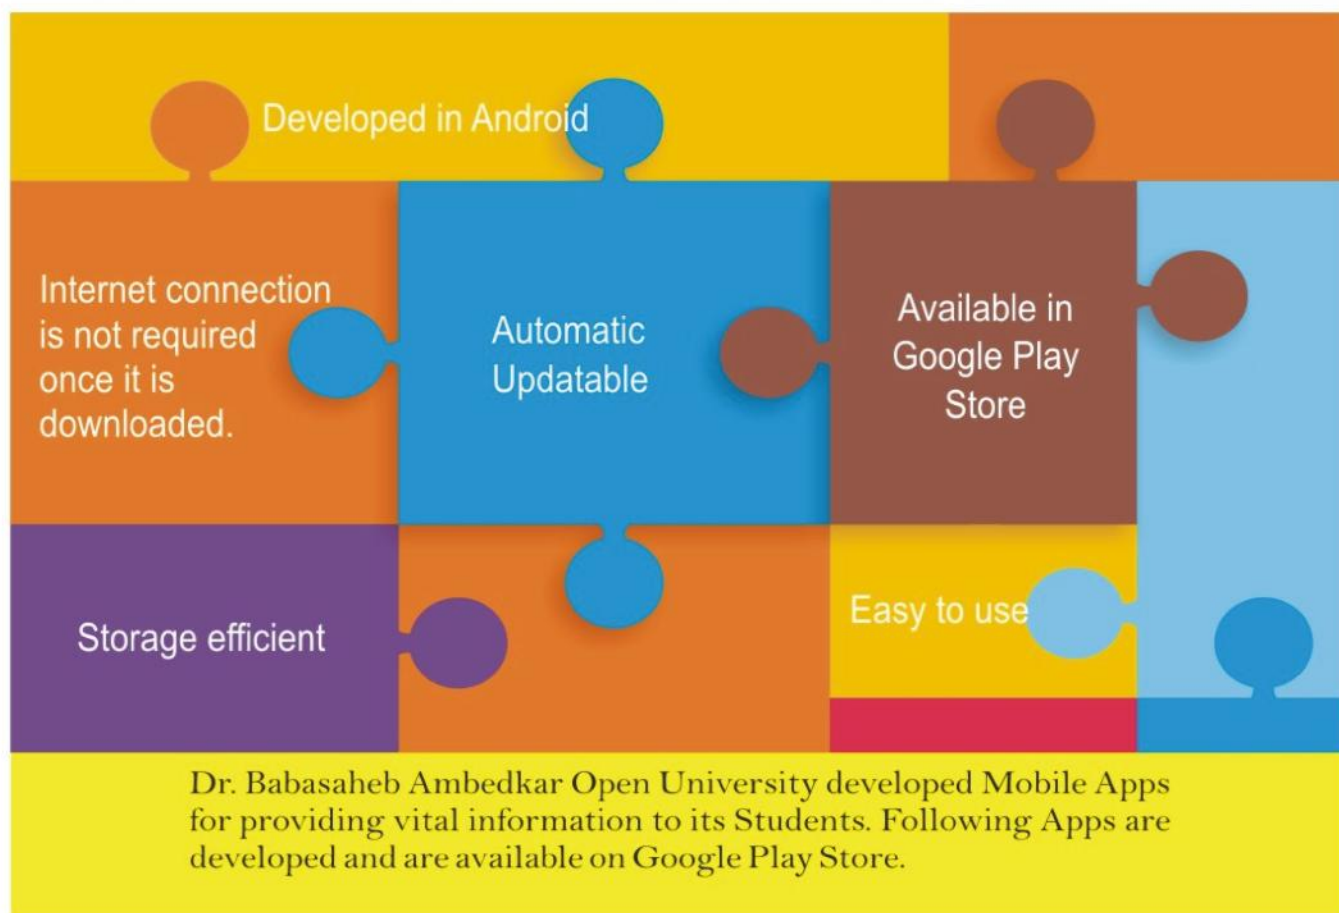 Developed in Android
Internet connection
is not required
once it is
downloaded.
Automatic
Updatable
Available in
Google Play
Store
Storage efficient
Easy to use
Dr. Babasaheb Ambedkar Open University developed Mobile Apps
for providing vital information to its Students. Following Apps are
developed and are available on Google Play Store.